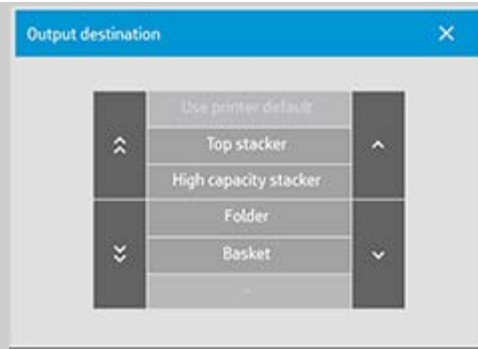 Output destination
Use printer default
Top stacker
High capacity stacker
Folder
Basket
-